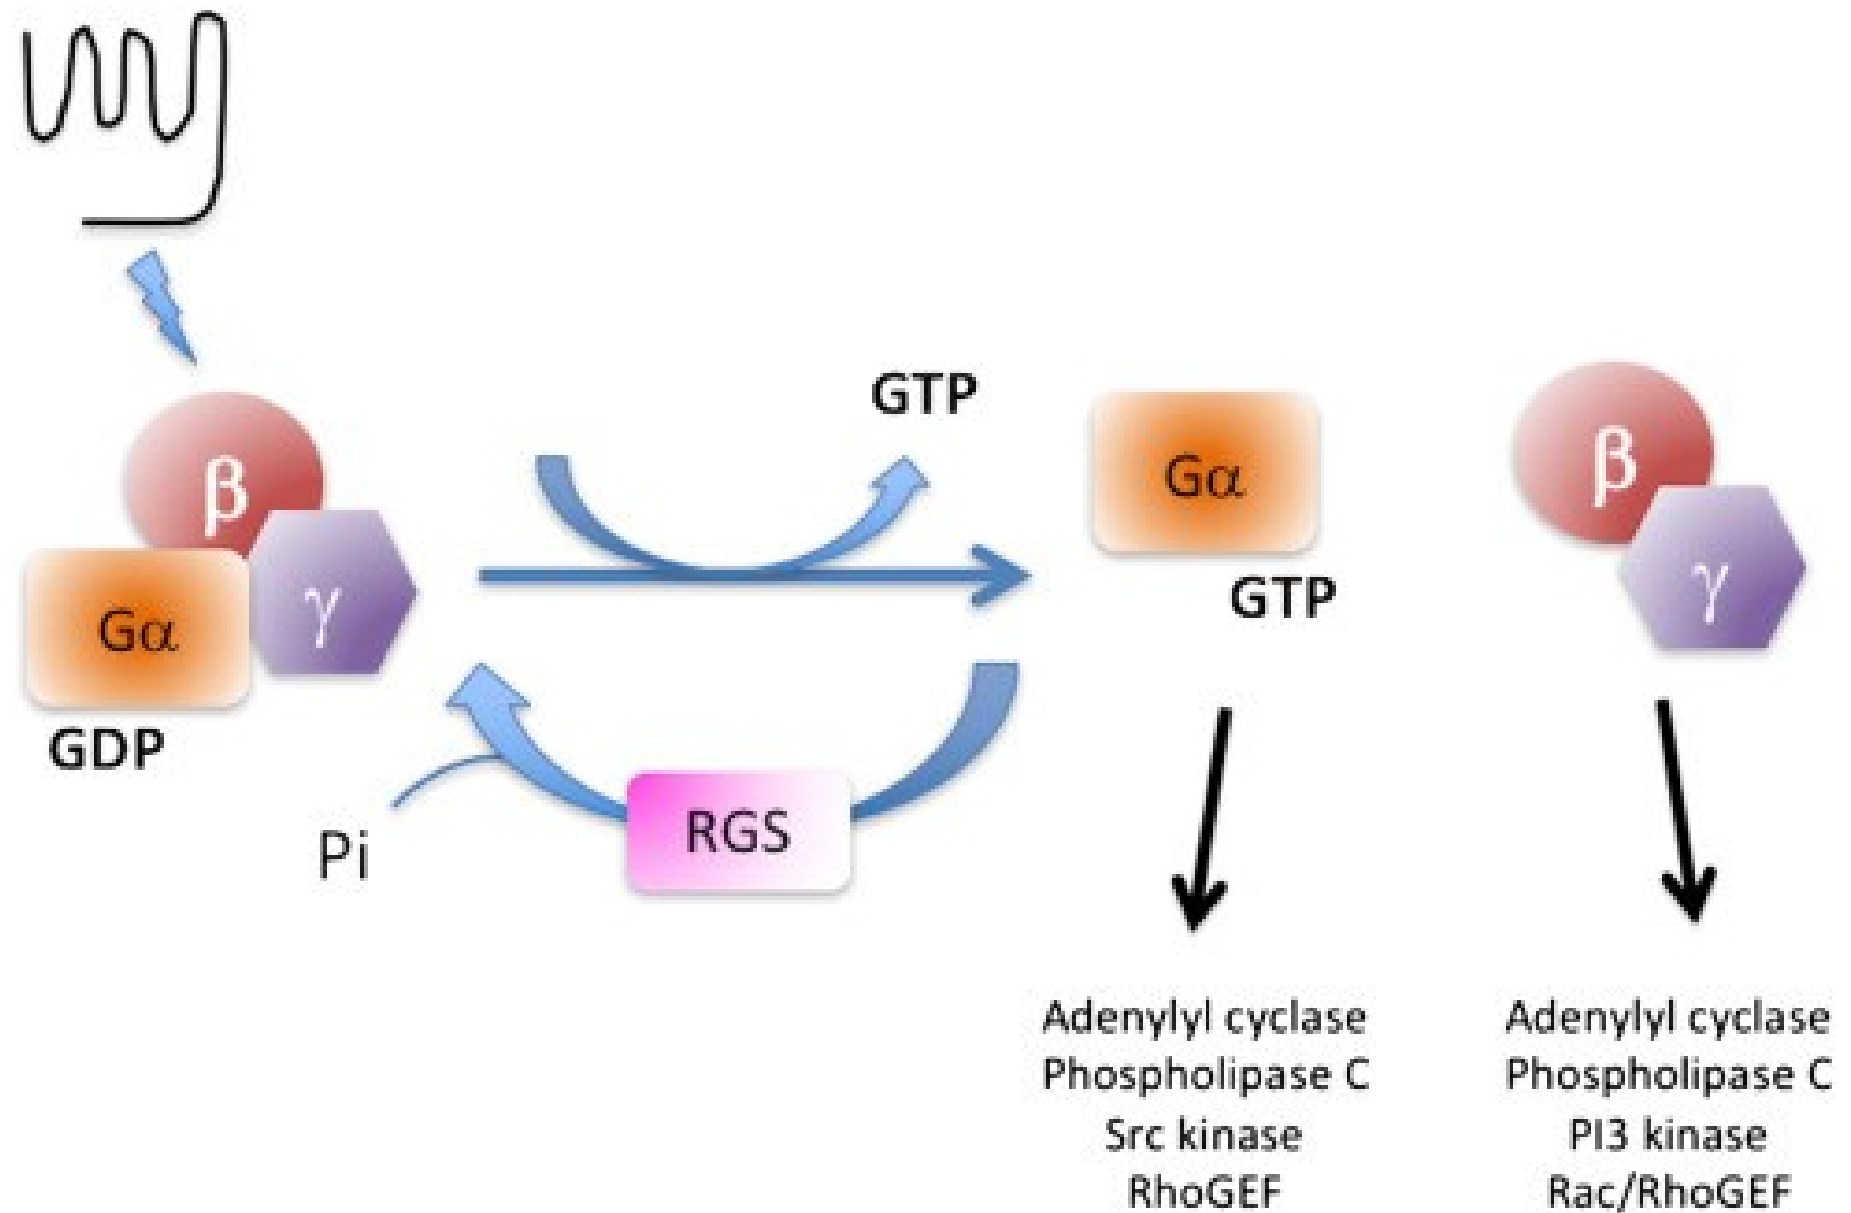 GTP
β
Gα
β
γ
Gα
γ
GTP
GDP
Pi
RGS
Adenylyl cyclase
Phospholipase C
Src kinase
RhoGEF
Adenylyl cyclase
Phospholipase C
PI3 kinase
Rac/RhoGEF